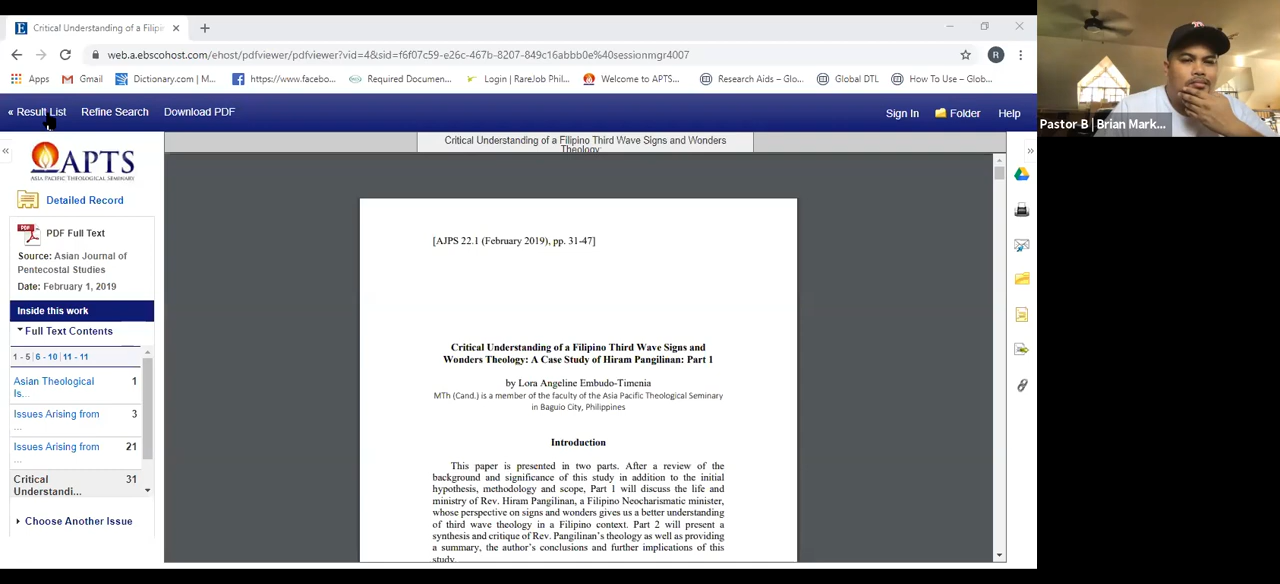 Critical Understanding of a Filipin
web.a.ebscohost.com/ehost/pdfviewer/pdfviewer?vid=4&sid=f6f07c59-e26c-467b-8207-849c16abbb0e%40sessionmgr4007
R
Apps
Gmail
Dictionary.com | M...
https://www.facebo...
Required Documen...
Login | RareJob Phil...
Welcome to APTS...
Research Aids – Glo...
Global DTL
How To Use – Glob...
« Result List
Refine Search
Download PDF
Sign In
Folder
Help
Pastor B | Brian Mark...
Critical Understanding of a Filipino Third Wave Signs and Wonders
Theology:
«
»
APTS
ASIA PACIFIC THEOLOGICAL SEMINARY
Detailed Record
PDF Full Text
Source: Asian Journal of
Pentecostal Studies
Date: February 1, 2019
Inside this work
Full Text Contents
1 - 5 | 6 - 10 | 11 - 11
Asian Theological 1
Is...
Issues Arising from 3
...
Issues Arising from 21
...
Critical 31
Understandi...
Choose Another Issue
[AJPS 22.1 (February 2019), pp. 31-47]
Critical Understanding of a Filipino Third Wave Signs and
Wonders Theology: A Case Study of Hiram Pangilinan: Part 1
by Lora Angeline Embudo-Timenia
MTh (Cand.) is a member of the faculty of the Asia Pacific Theological Seminary
in Baguio City, Philippines
Introduction
This paper is presented in two parts. After a review of the
background and significance of this study in addition to the initial
hypothesis, methodology and scope, Part 1 will discuss the life and
ministry of Rev. Hiram Pangilinan, a Filipino Neocharismatic minister,
whose perspective on signs and wonders gives us a better understanding
of third wave theology in a Filipino context. Part 2 will present a
synthesis and critique of Rev. Pangilinan's theology as well as providing
a summary, the author's conclusions and further implications of this
study.